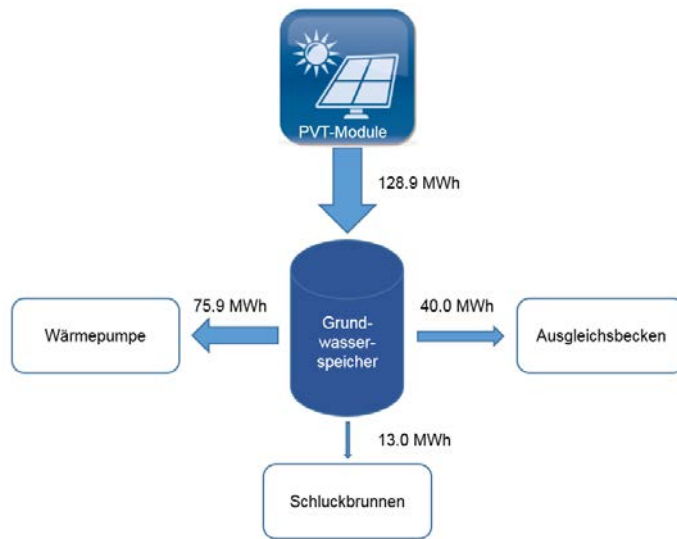 PVT-Module
128.9 MWh
75.9 MWh
40.0 MWh
Wärmepumpe
Grund-
wasser-
speicher
Ausgleichsbecken
13.0 MWh
Schluckbrunnen